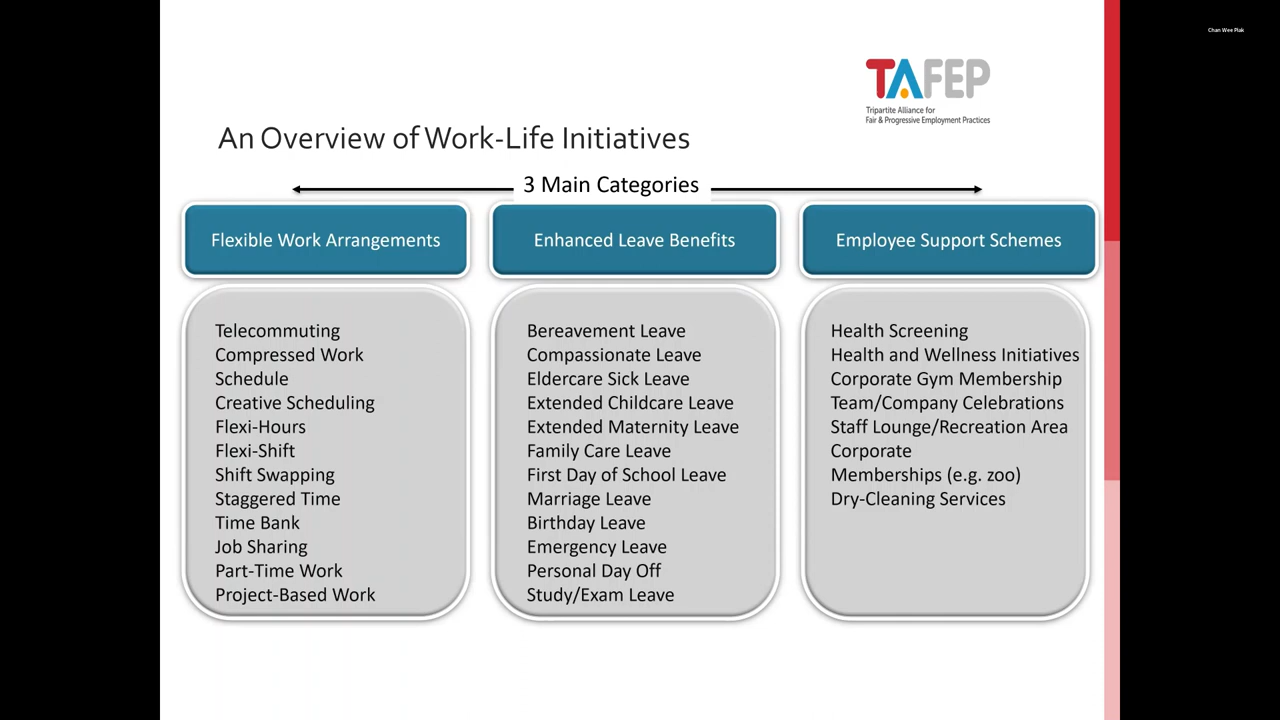 Chan Wee Piak
TAFEP
Tripartite Alliance for
Fair & Progressive Employment Practices
An Overview of Work-Life Initiatives
3 Main Categories
Flexible Work Arrangements
Telecommuting
Compressed Work
Schedule
Creative Scheduling
Flexi-Hours
Flexi-Shift
Shift Swapping
Staggered Time
Time Bank
Job Sharing
Part-Time Work
Project-Based Work
Enhanced Leave Benefits
Bereavement Leave
Compassionate Leave
Eldercare Sick Leave
Extended Childcare Leave
Extended Maternity Leave
Family Care Leave
First Day of School Leave
Marriage Leave
Birthday Leave
Emergency Leave
Personal Day Off
Study/Exam Leave
Employee Support Schemes
Health Screening
Health and Wellness Initiatives
Corporate Gym Membership
Team/Company Celebrations
Staff Lounge/Recreation Area
Corporate
Memberships (e.g. zoo)
Dry-Cleaning Services